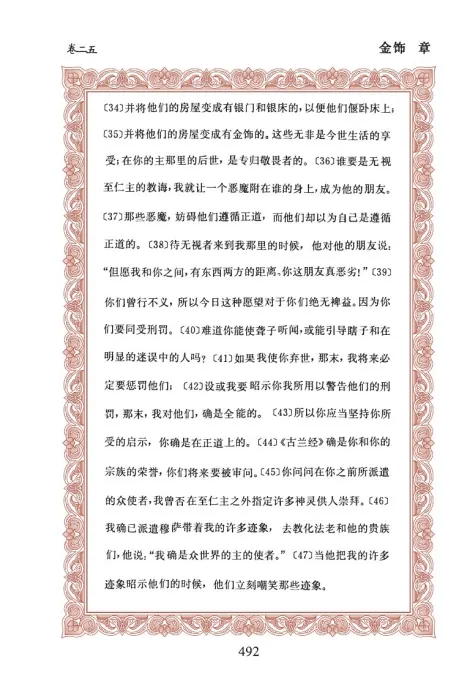 卷二五
金饰 章
〔34〕并将他们的房屋变成有银门和银床的，以便他们偃卧床上；
〔35〕并将他们的房屋变成有金饰的。这些无非是今世生活的享
受；在你的主那里的后世，是专归敬畏者的。〔36〕谁要是无视
至仁主的教诲，我就让一个恶魔附在谁的身上，成为他的朋友。
〔37〕那些恶魔，妨碍他们遵循正道，而他们却以为自己是遵循
正道的。〔38〕待无视者来到我那里的时候，他对他的朋友说：
“但愿我和你之间，有东西两方的距离。你这朋友真恶劣！”〔39〕
你们曾行不义，所以今日这种愿望对于你们绝无裨益。因为你
们要同受刑罚。〔40〕难道你能使聋子听闻，或能引导瞎子和在
明显的迷误中的人吗？〔41〕如果我使你弃世，那末，我将来必
定要惩罚他们；〔42〕设或我要昭示你我所用以警告他们的刑
罚，那末，我对他们，确是全能的。〔43〕所以你应当坚持你所
受的启示，你确是在正道上的。〔44〕《古兰经》确是你和你的
宗族的荣誉，你们将来要被审问。〔45〕你问问在你之前所派遣
的众使者，我曾否在至仁主之外指定许多神灵供人崇拜。〔46〕
我确已派遣穆萨带着我的许多迹象，去教化法老和他的贵族
们，他说：“我确是众世界的主的使者。”〔47〕当他把我的许多
迹象昭示他们的时候，他们立刻嘲笑那些迹象。
492